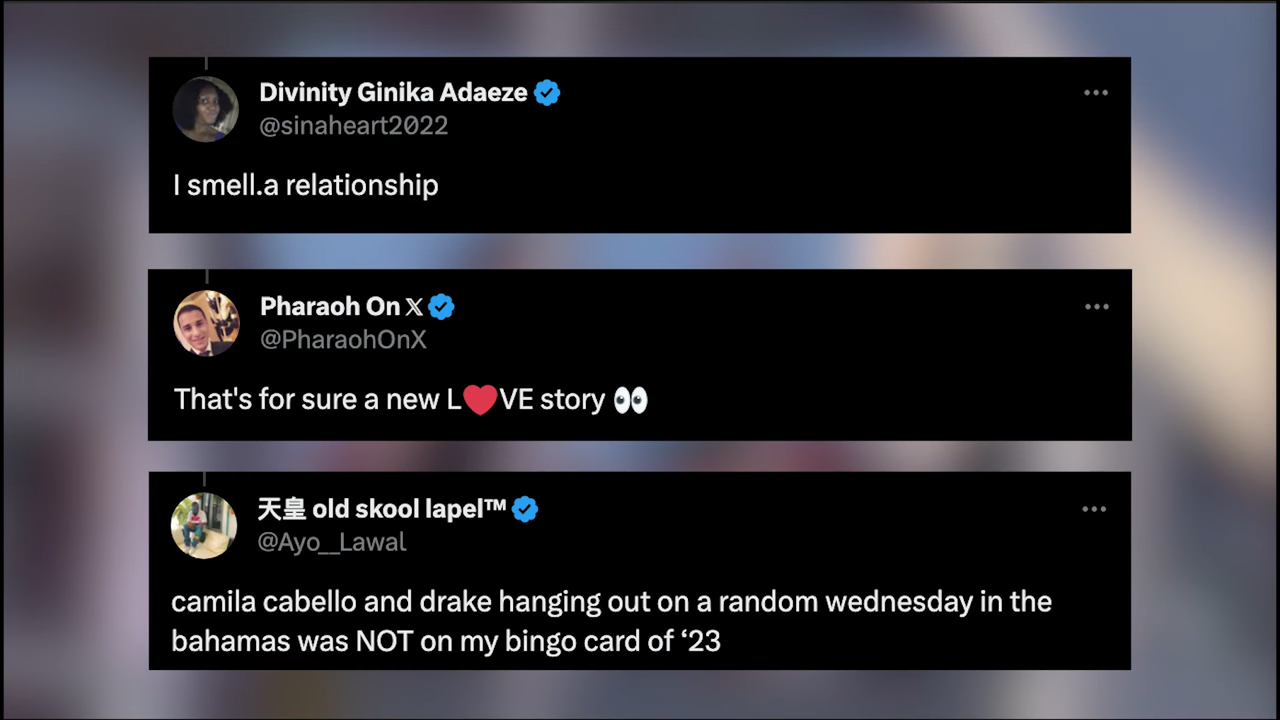 Divinity Ginika Adaeze
@sinaheart2022
I smell.a relationship
Pharaoh On 𝕏
@PharaohOnX
That's for sure a new L❤️VE story 👀
天皇 old skool lapel™
@Ayo__Lawal
camila cabello and drake hanging out on a random wednesday in the
bahamas was NOT on my bingo card of ‘23